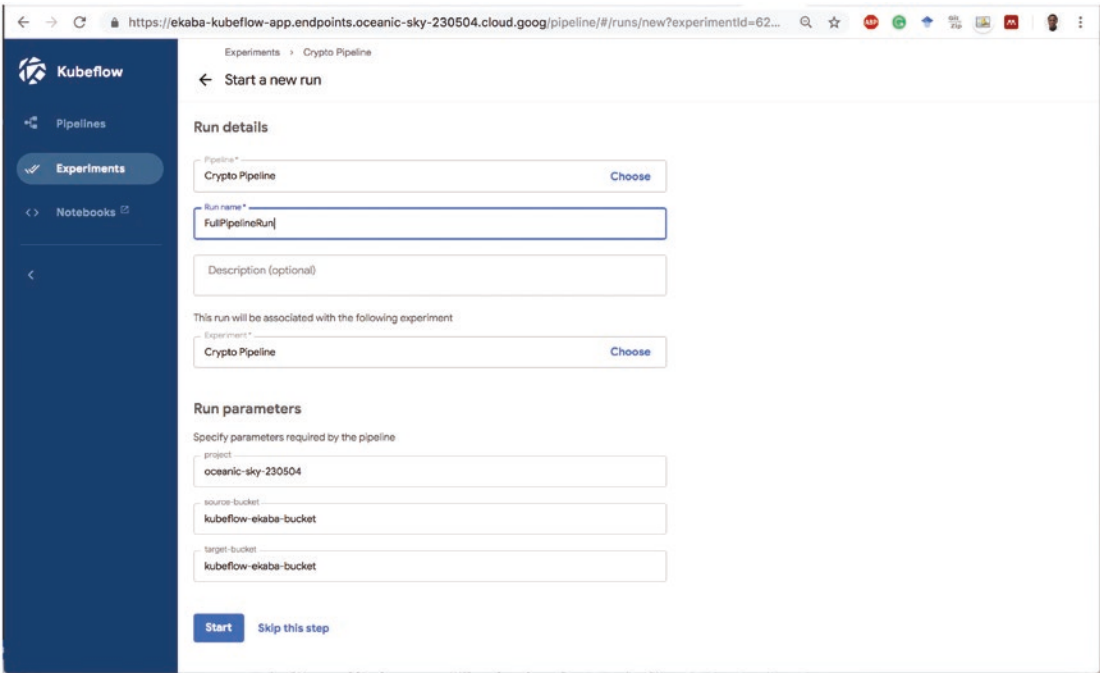 https://ekaba-kubeflow-app.endpoints.oceanic-sky-230504.cloud.goog/pipeline/#/runs/new?experimentId=62...
ABP
Kubeflow
Pipelines
Experiments
Notebooks
Experiments > Crypto Pipeline
Start a new run
Run details
Pipeline*
Crypto Pipeline
Choose
Run name*
FullPipelineRun
Description (optional)
This run will be associated with the following experiment
Experiment*
Crypto Pipeline
Choose
Run parameters
Specify parameters required by the pipeline
project
oceanic-sky-230504
source-bucket
kubeflow-ekaba-bucket
target-bucket
kubeflow-ekaba-bucket
Start
Skip this step